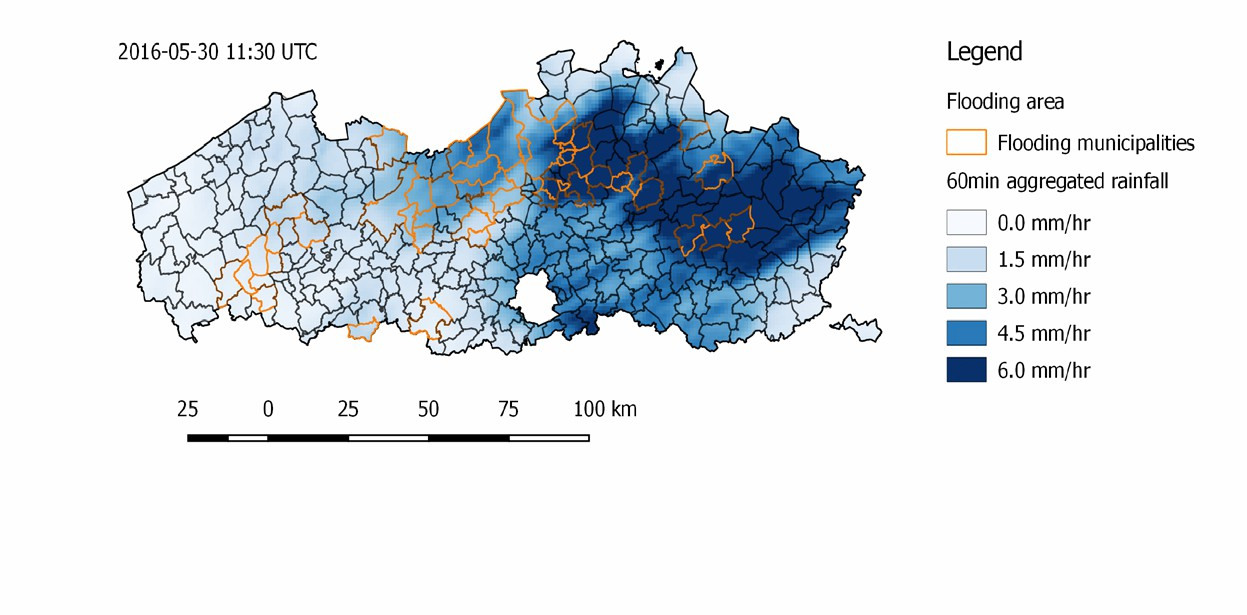 2016-05-30 11:30 UTC
Legend
Flooding area
Flooding municipalities
60min aggregated rainfall
0.0 mm/hr
1.5 mm/hr
3.0 mm/hr
4.5 mm/hr
6.0 mm/hr
25 0 25 50 75 100 km